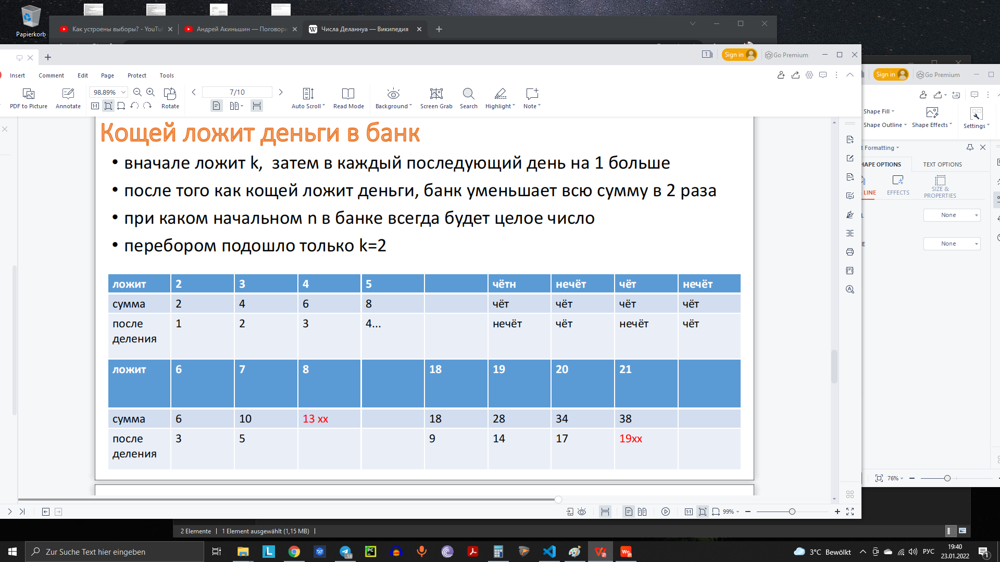 Papierkorb
Как устроены выборы? - YouTu
Андрей Акиньшин — Поговори
Числа Деланнуа — Википедия
1
Sign in
Go Premium
Insert
Comment
Edit
Page
Protect
Tools
Sign in
Go Premium
98.89%
7/10
PDF to Picture
Annotate
1:1
Rotate
Auto Scroll
Read Mode
Background
Screen Grab
Search
Highlight
Note
Shape Fill
Shape Outline
Shape Effects
Settings
t Formatting
HAPE OPTIONS
TEXT OPTIONS
LINE
EFFECTS
SIZE &
PROPERTIES
L
None
E
None
Кощей ложит деньги в банк
• вначале ложит k, затем в каждый последующий день на 1 больше
• после того как кощей ложит деньги, банк уменьшает всю сумму в 2 раза
• при каком начальном n в банке всегда будет целое число
• перебором подошло только k=2
ложит 2 3 4 5 чётн нечёт чёт нечёт
сумма 2 4 6 8 чёт чёт чёт чёт
после 1 2 3 4... нечёт чёт нечёт чёт
деления
ложит 6 7 8 18 19 20 21
сумма 6 10 13 xx 18 28 34 38
после 3 5 9 14 17 19xx
деления
76%
1:1
99%
2 Elemente
1 Element ausgewählt (1,15 MB)
Zur Suche Text hier eingeben
3°C Bewölkt
РУС
19:40
23.01.2022
1